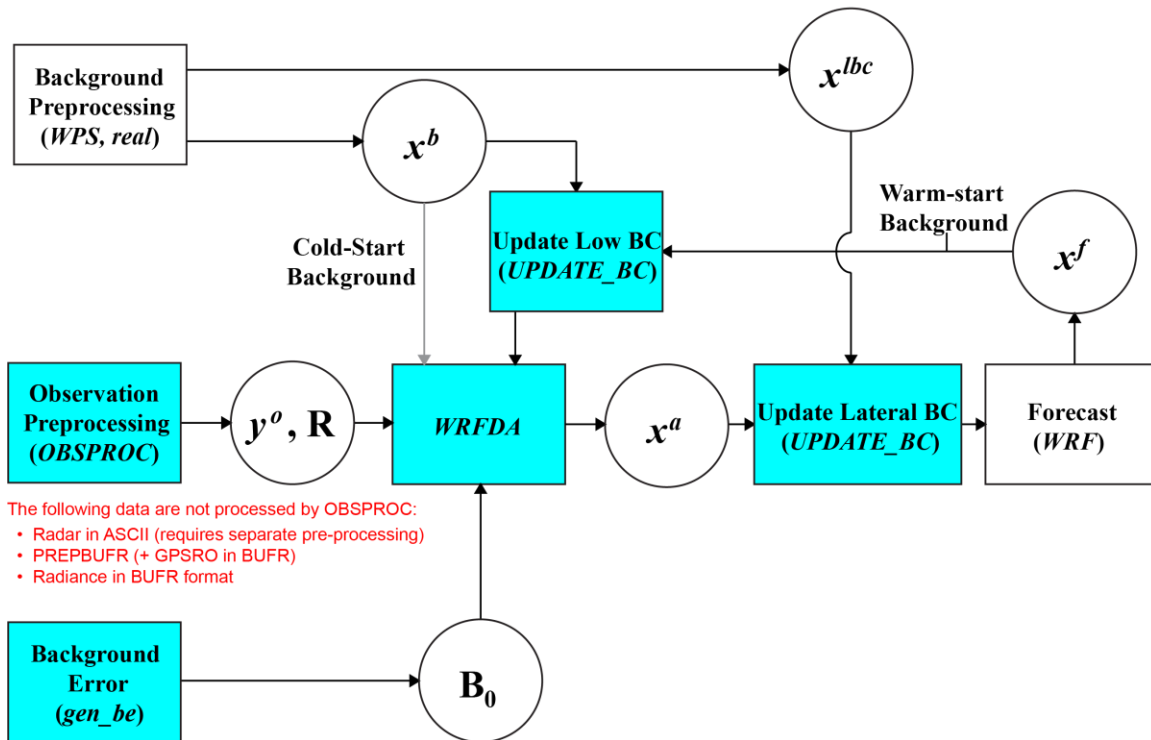 Background
Preprocessing
(WPS, real)
x^lbc
x^b
Warm-start
Background
Update Low BC
(UPDATE_BC)
Cold-Start
Background
x^f
Observation
Preprocessing
(OBSPROC)
y^o, R
WRFDA
x^a
Update Lateral BC
(UPDATE_BC)
Forecast
(WRF)
The following data are not processed by OBSPROC:
• Radar in ASCII (requires separate pre-processing)
• PREPBUFR (+ GPSRO in BUFR)
• Radiance in BUFR format
Background
Error
(gen_be)
B₀